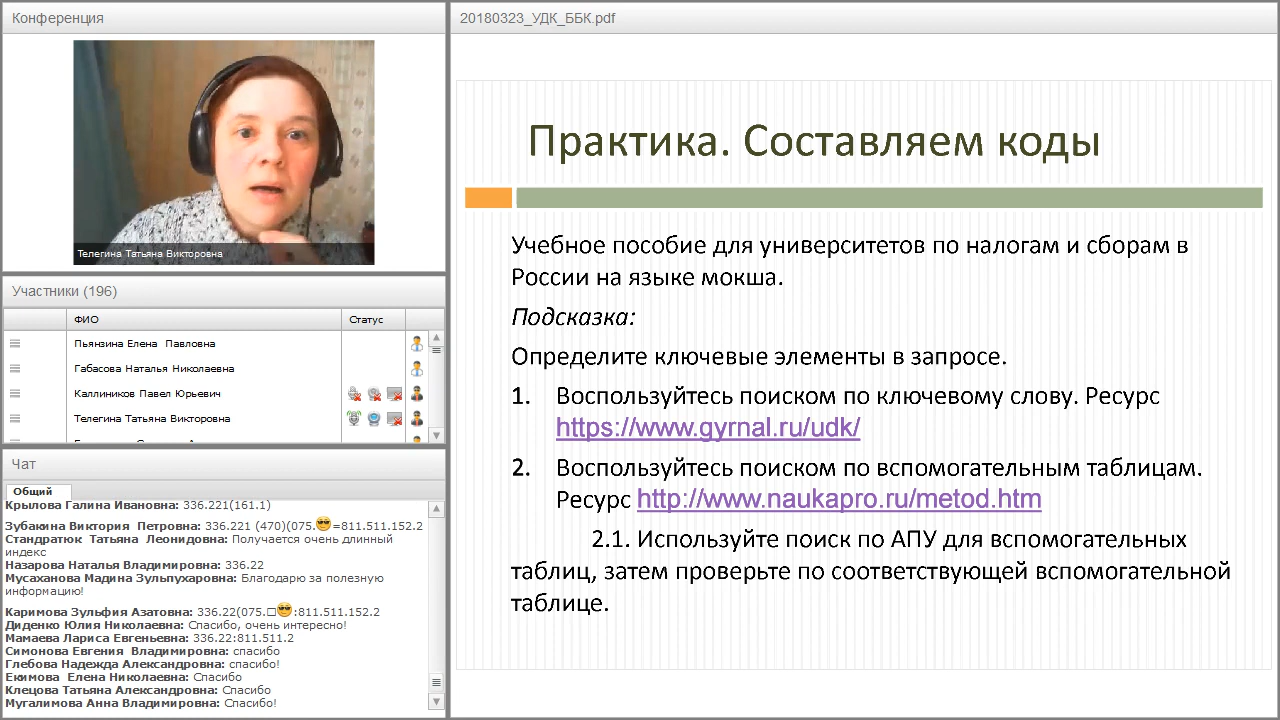 Конференция
Телегина Татьяна Викторовна
Участники (196)
ФИО
Статус
Пьянзина Елена Павловна
Габасова Наталья Николаевна
Каллиников Павел Юрьевич
Телегина Татьяна Викторовна
Чат
Общий
Крылова Галина Ивановна: 336.221(161.1)
Зубакина Виктория Петровна: 336.221 (470)(075.😎=811.511.152.2
Стандратюк Татьяна Леонидовна: Получается очень длинный
индекс
Назарова Наталья Владимировна: 336.22
Мусаханова Мадина Зульпухаровна: Благодарю за полезную
информацию!
Каримова Зульфия Азатовна: 336.22(075.□😎:811.511.152.2
Диденко Юлия Николаевна: Спасибо, очень интересно!
Мамаева Лариса Евгеньевна: 336.22:811.511.2
Симонова Евгения Владимировна: спасибо
Глебова Надежда Александровна: спасибо!
Екимова Елена Николаевна: Спасибо
Клецова Татьяна Александровна: Спасибо
Мугалимова Анна Владимировна: Спасибо!
20180323_УДК_ББК.pdf
Практика. Составляем коды
Учебное пособие для университетов по налогам и сборам в
России на языке мокша.
Подсказка:
Определите ключевые элементы в запросе.
1. Воспользуйтесь поиском по ключевому слову. Ресурс
https://www.gyrnal.ru/udk/
2. Воспользуйтесь поиском по вспомогательным таблицам.
Ресурс http://www.naukapro.ru/metod.htm
2.1. Используйте поиск по АПУ для вспомогательных
таблиц, затем проверьте по соответствующей вспомогательной
таблице.